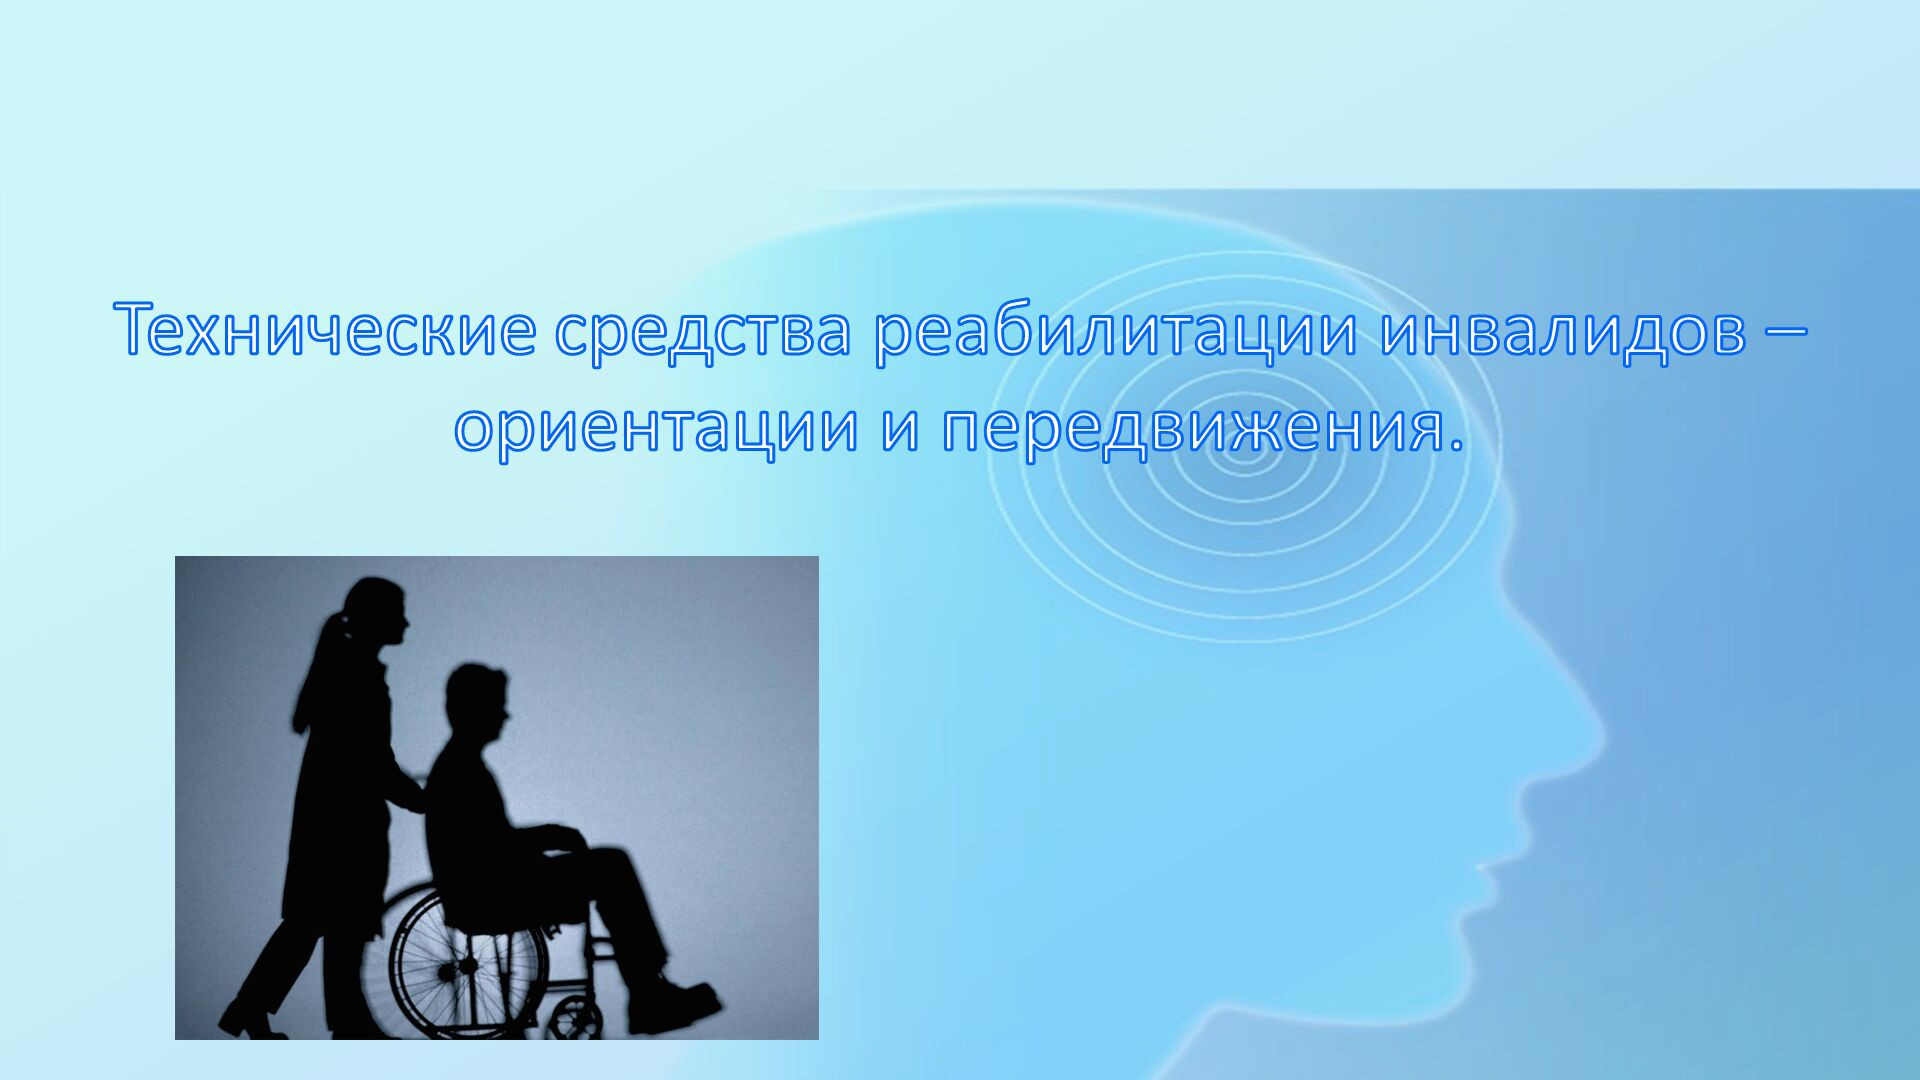 Технические средства реабилитации инвалидов –
ориентации и передвижения.